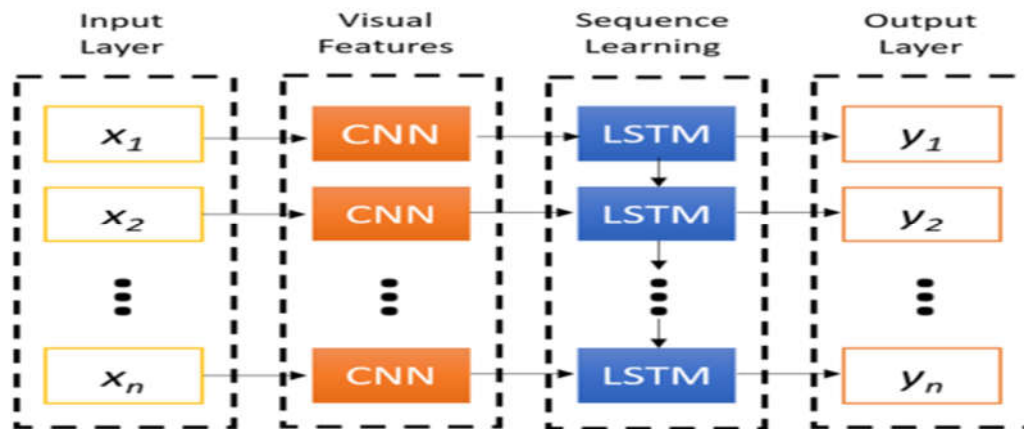 Input
Layer
Visual
Features
Sequence
Learning
Output
Layer
x1
CNN
LSTM
y1
x2
CNN
LSTM
y2
xn
CNN
LSTM
yn